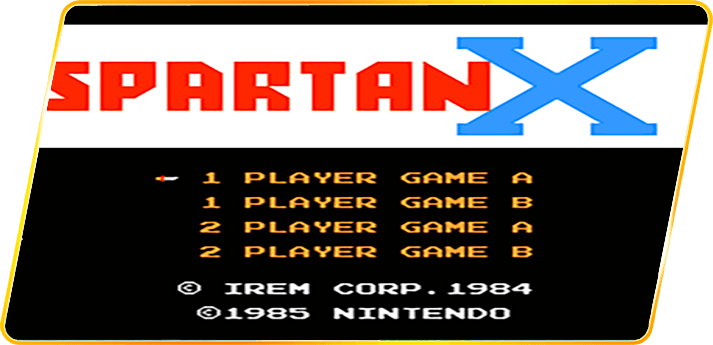 SPARTAN X
1 PLAYER GAME A
1 PLAYER GAME B
2 PLAYER GAME A
2 PLAYER GAME B
© IREM CORP.1984
©1985 NINTENDO